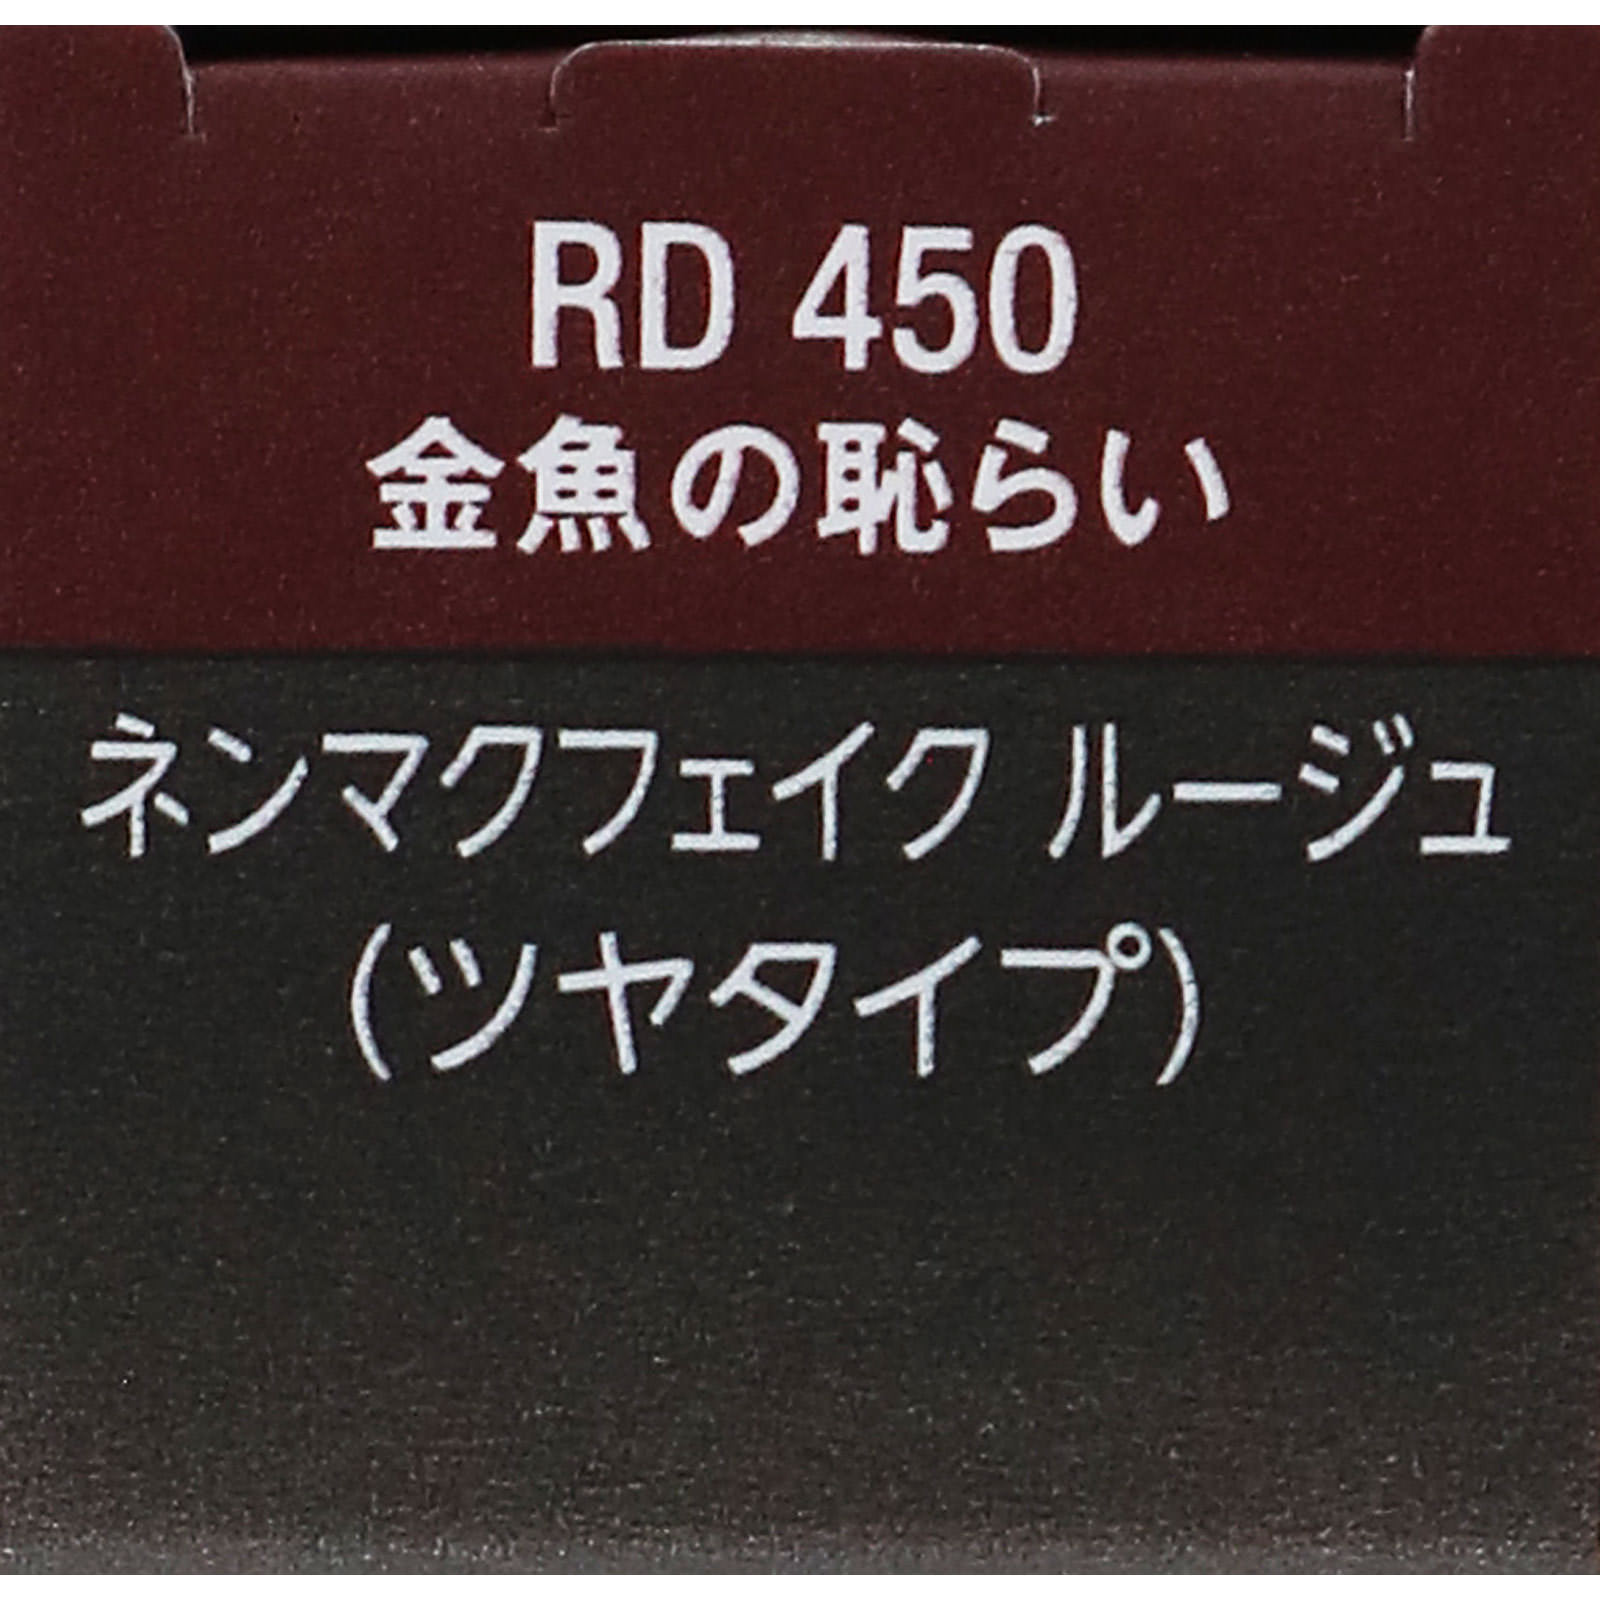 RD 450
金魚の恥らい
ネンマクフェイク ルージュ
(ツヤタイプ)